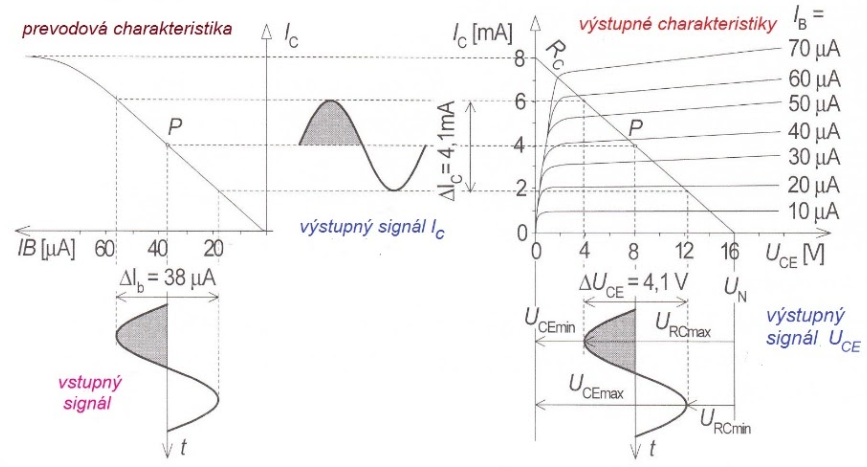 prevodová charakteristika
I_C
I_C [mA]
výstupné charakteristiky
I_B =
70 μA
60 μA
50 μA
40 μA
30 μA
20 μA
10 μA
8
6
4
2
0
R_C
P
P
ΔI_C = 4,1mA
IB [μA]
60
40
20
výstupný signál I_C
0
4
8
12
16
U_CE [V]
ΔI_b = 38 μA
ΔU_CE = 4,1 V
U_N
U_CEmin
U_RCmax
výstupný
signál U_CE
vstupný
signál
U_CEmax
U_RCmin
t
t